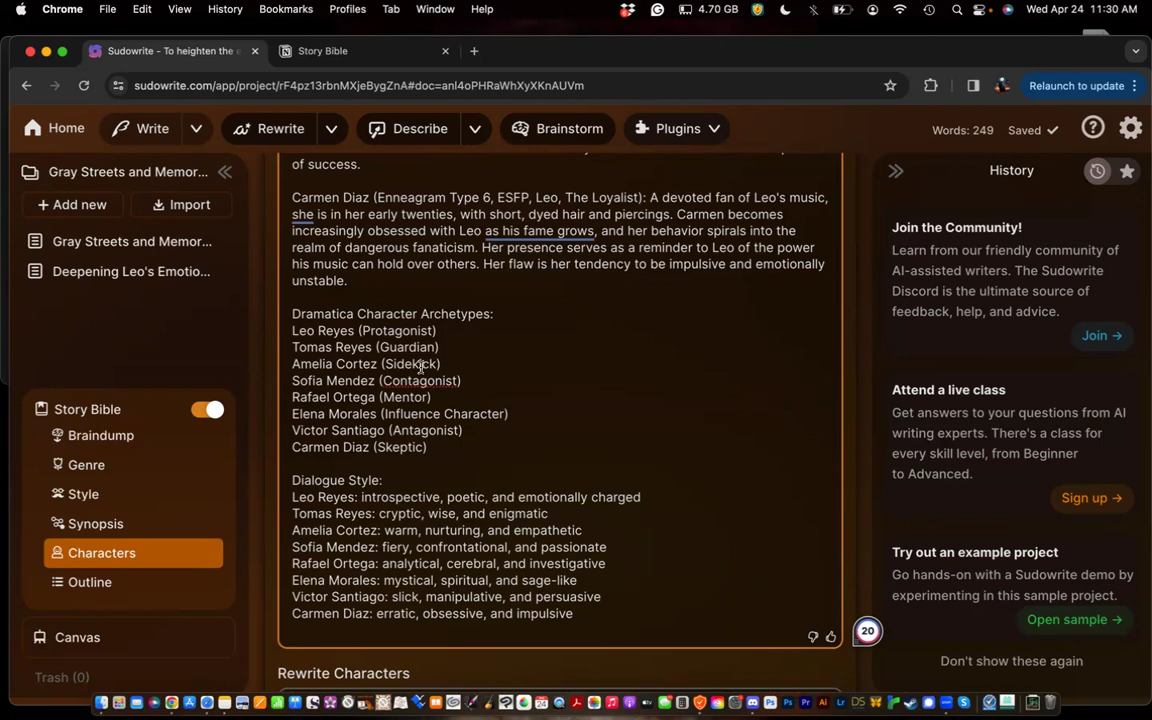 Chrome File Edit View History Bookmarks Profiles Tab Window Help 4.70 GB Wed Apr 24 11:30 AM
Sudowrite - To heighten the e
Story Bible
sudowrite.com/app/project/rF4pz13rbnMXjeBygZnA#doc=anI4oPHRaWhXyXKnAUVm
Relaunch to update
Home Write Rewrite Describe Brainstorm Plugins Words: 249 Saved
Gray Streets and Memor...
+ Add new Import
Gray Streets and Memor...
Deepening Leo's Emotio...
Story Bible
Braindump
Genre
Style
Synopsis
Characters
Outline
Canvas
Trash (0)
of success.
Carmen Diaz (Enneagram Type 6, ESFP, Leo, The Loyalist): A devoted fan of Leo's music,
she is in her early twenties, with short, dyed hair and piercings. Carmen becomes
increasingly obsessed with Leo as his fame grows, and her behavior spirals into the
realm of dangerous fanaticism. Her presence serves as a reminder to Leo of the power
his music can hold over others. Her flaw is her tendency to be impulsive and emotionally
unstable.
Dramatica Character Archetypes:
Leo Reyes (Protagonist)
Tomas Reyes (Guardian)
Amelia Cortez (Sidekick)
Sofia Mendez (Contagonist)
Rafael Ortega (Mentor)
Elena Morales (Influence Character)
Victor Santiago (Antagonist)
Carmen Diaz (Skeptic)
Dialogue Style:
Leo Reyes: introspective, poetic, and emotionally charged
Tomas Reyes: cryptic, wise, and enigmatic
Amelia Cortez: warm, nurturing, and empathetic
Sofia Mendez: fiery, confrontational, and passionate
Rafael Ortega: analytical, cerebral, and investigative
Elena Morales: mystical, spiritual, and sage-like
Victor Santiago: slick, manipulative, and persuasive
Carmen Diaz: erratic, obsessive, and impulsive
20
Rewrite Characters
History
Join the Community!
Learn from our friendly community of
AI-assisted writers. The Sudowrite
Discord is the ultimate source of
feedback, help, and advice.
Join →
Attend a live class
Get answers to your questions from AI
writing experts. There's a class for
every skill level, from Beginner
to Advanced.
Sign up →
Try out an example project
Go hands-on with a Sudowrite demo by
experimenting in this sample project.
Open sample →
Don't show these again